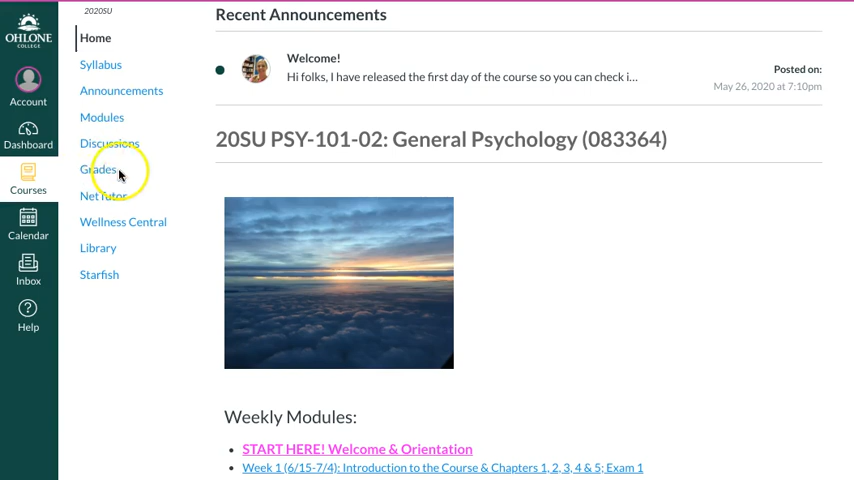 2020SU
OHLONE
COLLEGE
Account
Dashboard
Courses
Calendar
Inbox
Help
Home
Syllabus
Announcements
Modules
Discussions
Grades
NetTutor
Wellness Central
Library
Starfish
Recent Announcements
Welcome!
Hi folks, I have released the first day of the course so you can check i...
Posted on:
May 26, 2020 at 7:10pm
20SU PSY-101-02: General Psychology (083364)
Weekly Modules:
START HERE! Welcome & Orientation
Week 1 (6/15-7/4): Introduction to the Course & Chapters 1, 2, 3, 4 & 5; Exam 1